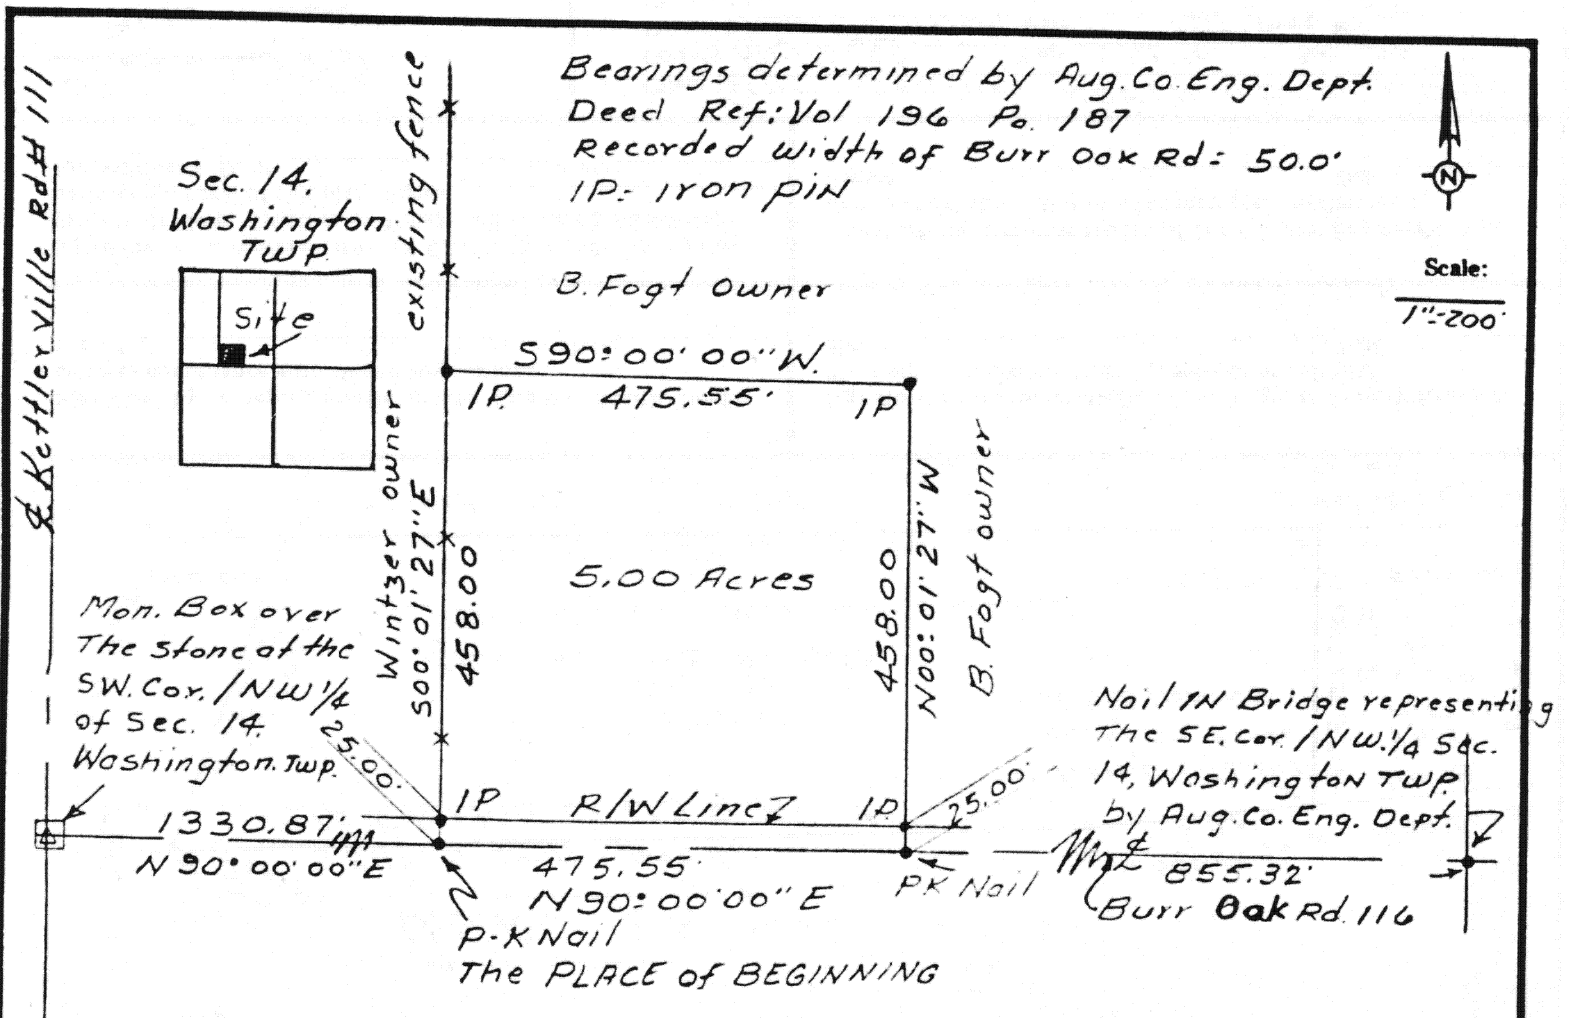 Bearings determined by Aug.Co.Eng. Dept.
Deed Ref: Vol 196 Pg. 187
Recorded width of Burr Oak Rd = 50.0'
IP = Iron PiN
N
Scale:
1"=200'
℄ Kettlerville Rd# 111
Sec. 14.
Washington
TWP.
Site
existing fence
B. Fogt Owner
S90° 00' 00" W.
475.55'
IP.
IP
Wintzer owner
S00° 01' 27" E
458.00
5.00 Acres
458.00
N00° 01' 27" W
B. Fogt owner
Mon. Box over
The stone at the
SW. Cor. / NW 1/4
of Sec. 14.
Washington. Twp.
25.00'
IP
R/W Line
IP
25.00'
Nail IN Bridge representing
The SE. Cor. / NW. 1/4 Sec.
14, Washington TWP.
by Aug.Co.Eng. Dept.
1330.87'
N 90° 00' 00" E
475.55'
N 90° 00' 00" E
PK Nail
℄
855.32'
Burr Oak Rd. 116
P-K Nail
The PLACE of BEGINNING